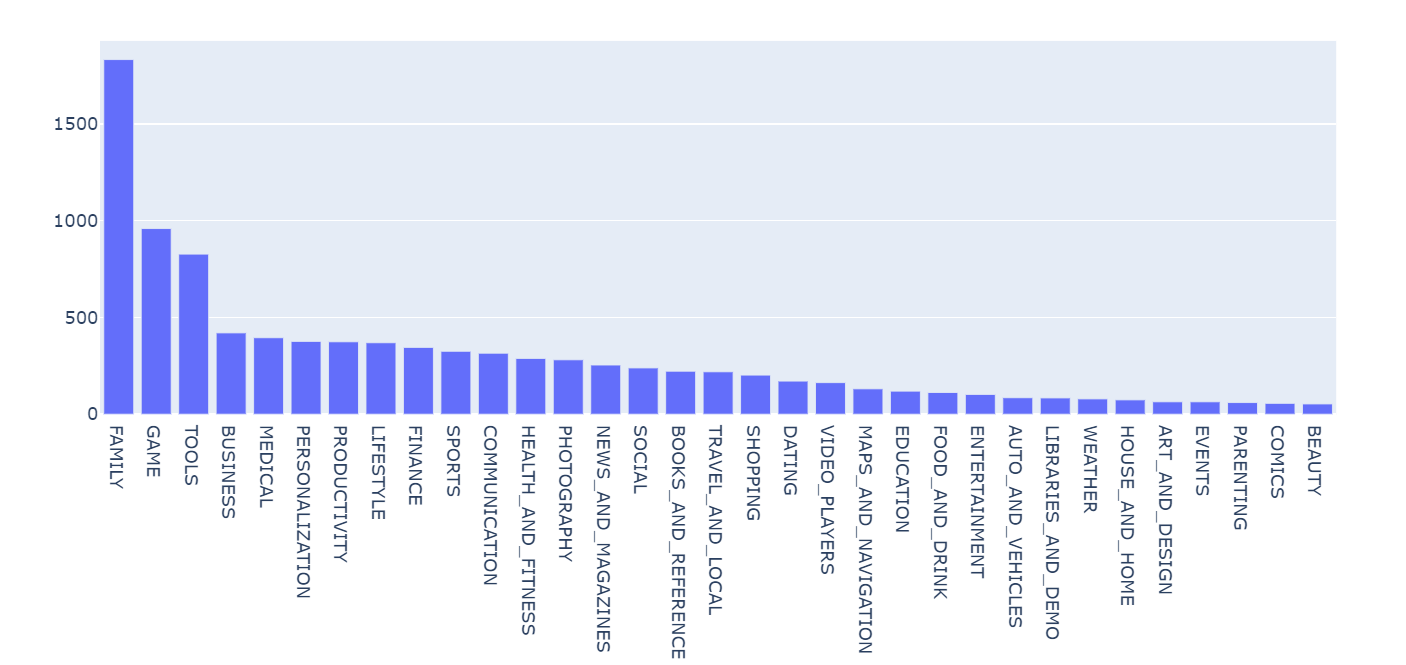 1500
1000
500
0
FAMILY
GAME
TOOLS
BUSINESS
MEDICAL
PERSONALIZATION
PRODUCTIVITY
LIFESTYLE
FINANCE
SPORTS
COMMUNICATION
HEALTH_AND_FITNESS
PHOTOGRAPHY
NEWS_AND_MAGAZINES
SOCIAL
BOOKS_AND_REFERENCE
TRAVEL_AND_LOCAL
SHOPPING
DATING
VIDEO_PLAYERS
MAPS_AND_NAVIGATION
EDUCATION
FOOD_AND_DRINK
ENTERTAINMENT
AUTO_AND_VEHICLES
LIBRARIES_AND_DEMO
WEATHER
HOUSE_AND_HOME
ART_AND_DESIGN
EVENTS
PARENTING
COMICS
BEAUTY